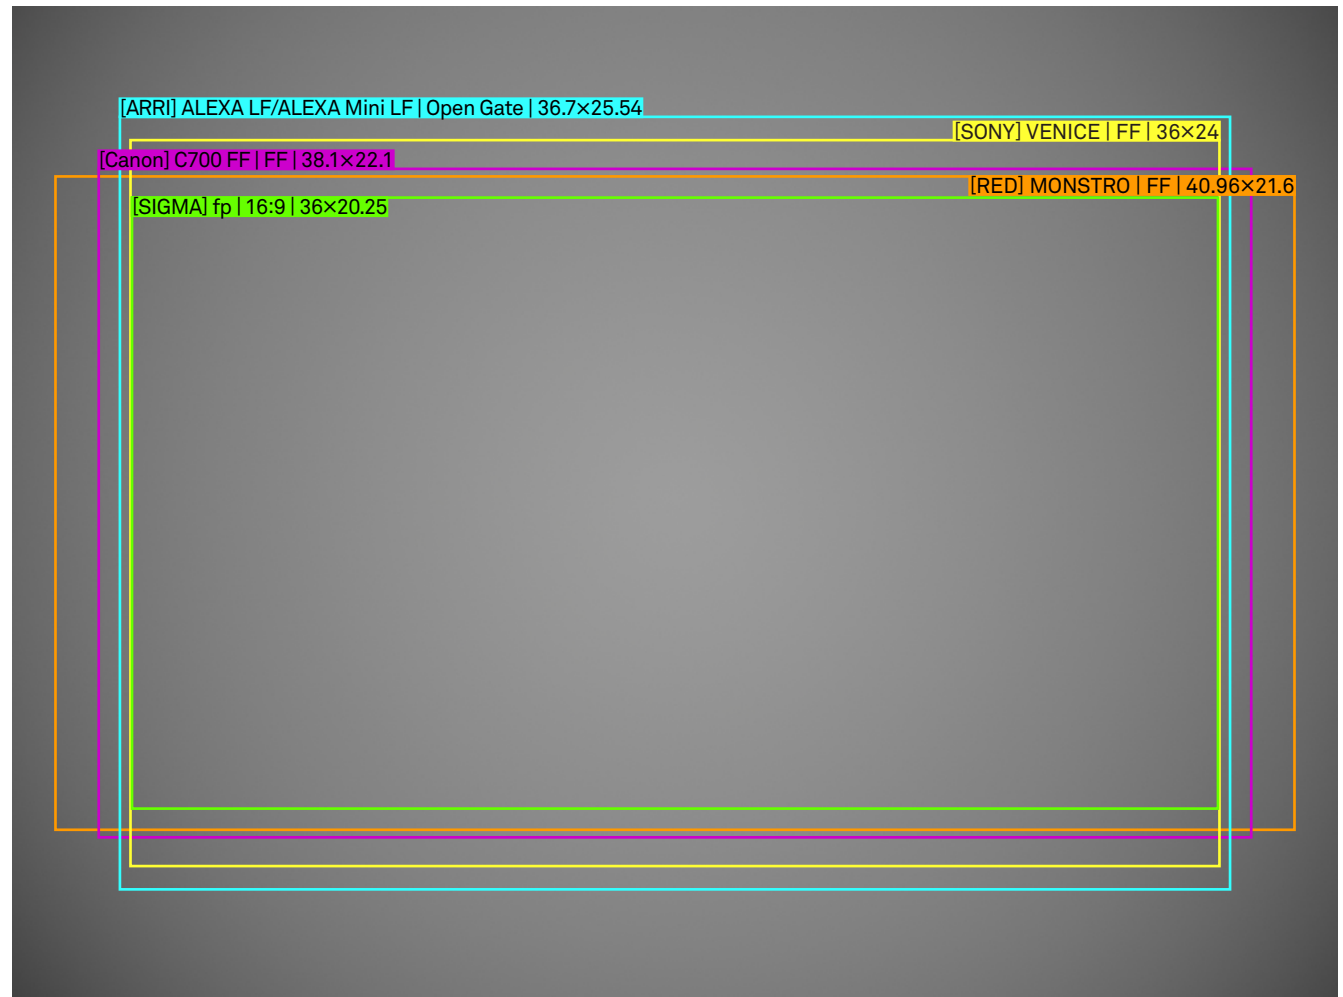 [ARRI] ALEXA LF/ALEXA Mini LF | Open Gate | 36.7×25.54
[SONY] VENICE | FF | 36×24
[Canon] C700 FF | FF | 38.1×22.1
[RED] MONSTRO | FF | 40.96×21.6
[SIGMA] fp | 16:9 | 36×20.25